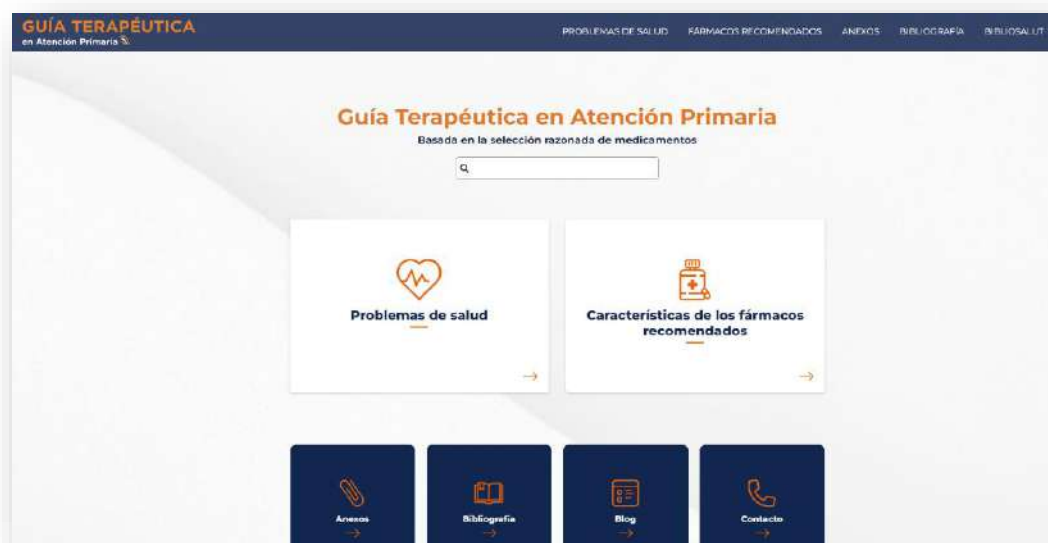 GUÍA TERAPÉUTICA
en Atención Primaria
PROBLEMAS DE SALUD FÁRMACOS RECOMENDADOS ANEXOS BIBLIOGRAFÍA BIBLIOSALUT
Guía Terapéutica en Atención Primaria
Basada en la selección razonada de medicamentos
Problemas de salud
Características de los fármacos
recomendados
Anexos Bibliografía Blog Contacto